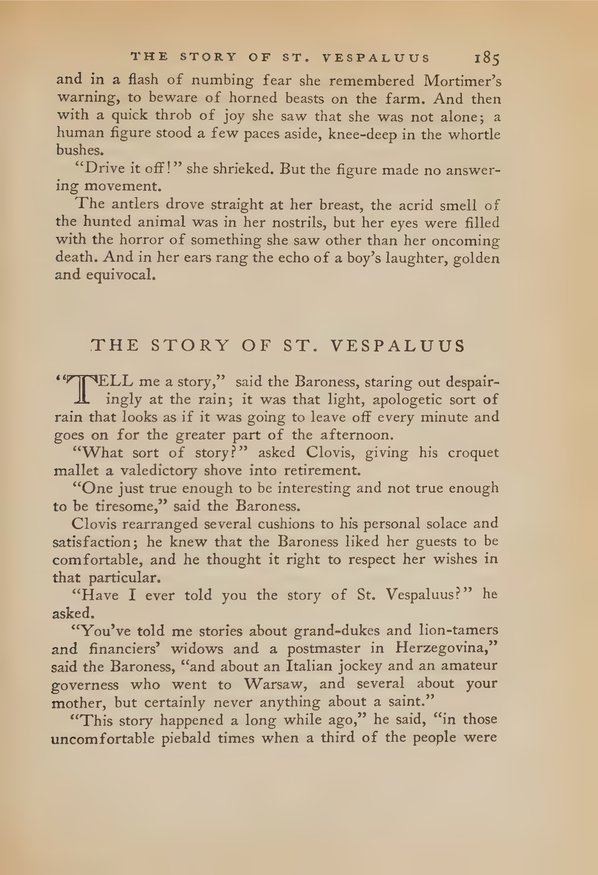 THE STORY OF ST. VESPALUUS 185
and in a flash of numbing fear she remembered Mortimer's
warning, to beware of horned beasts on the farm. And then
with a quick throb of joy she saw that she was not alone; a
human figure stood a few paces aside, knee-deep in the whortle
bushes.
“Drive it off!” she shrieked. But the figure made no answer-
ing movement.
The antlers drove straight at her breast, the acrid smell of
the hunted animal was in her nostrils, but her eyes were filled
with the horror of something she saw other than her oncoming
death. And in her ears rang the echo of a boy's laughter, golden
and equivocal.
THE STORY OF ST. VESPALUUS
“TELL me a story,” said the Baroness, staring out despair-
ingly at the rain; it was that light, apologetic sort of
rain that looks as if it was going to leave off every minute and
goes on for the greater part of the afternoon.
“What sort of story?” asked Clovis, giving his croquet
mallet a valedictory shove into retirement.
“One just true enough to be interesting and not true enough
to be tiresome,” said the Baroness.
Clovis rearranged several cushions to his personal solace and
satisfaction; he knew that the Baroness liked her guests to be
comfortable, and he thought it right to respect her wishes in
that particular.
“Have I ever told you the story of St. Vespaluus?” he
asked.
“You've told me stories about grand-dukes and lion-tamers
and financiers' widows and a postmaster in Herzegovina,”
said the Baroness, “and about an Italian jockey and an amateur
governess who went to Warsaw, and several about your
mother, but certainly never anything about a saint.”
“This story happened a long while ago,” he said, “in those
uncomfortable piebald times when a third of the people were